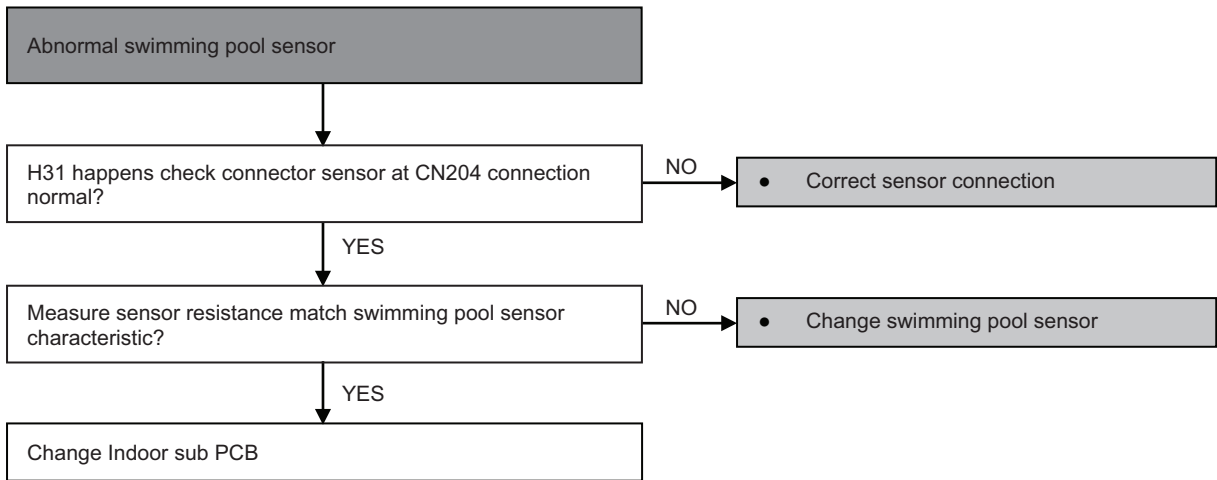 Abnormal swimming pool sensor
H31 happens check connector sensor at CN204 connection
normal?
NO
• Correct sensor connection
YES
Measure sensor resistance match swimming pool sensor
characteristic?
NO
• Change swimming pool sensor
YES
Change Indoor sub PCB